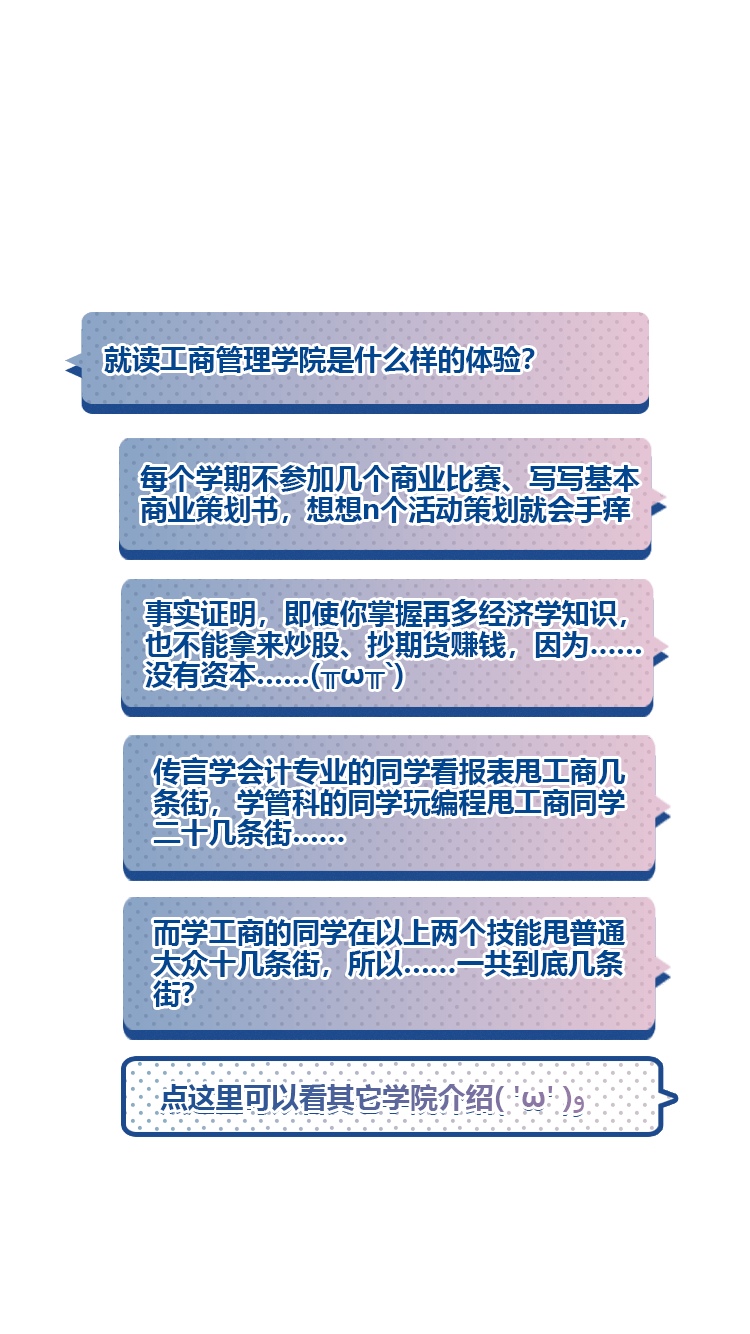 就读工商管理学院是什么样的体验?
每个学期不参加几个商业比赛、写写基本
商业策划书，想想n个活动策划就会手痒
事实证明，即使你掌握再多经济学知识，
也不能拿来炒股、抄期货赚钱，因为……
没有资本……(╥ω╥`)
传言学会计专业的同学看报表甩工商几
条街，学管科的同学玩编程甩工商同学
二十几条街……
而学工商的同学在以上两个技能甩普通
大众十几条街，所以……一共到底几条
街?
点这里可以看其它学院介绍( 'ω' )و